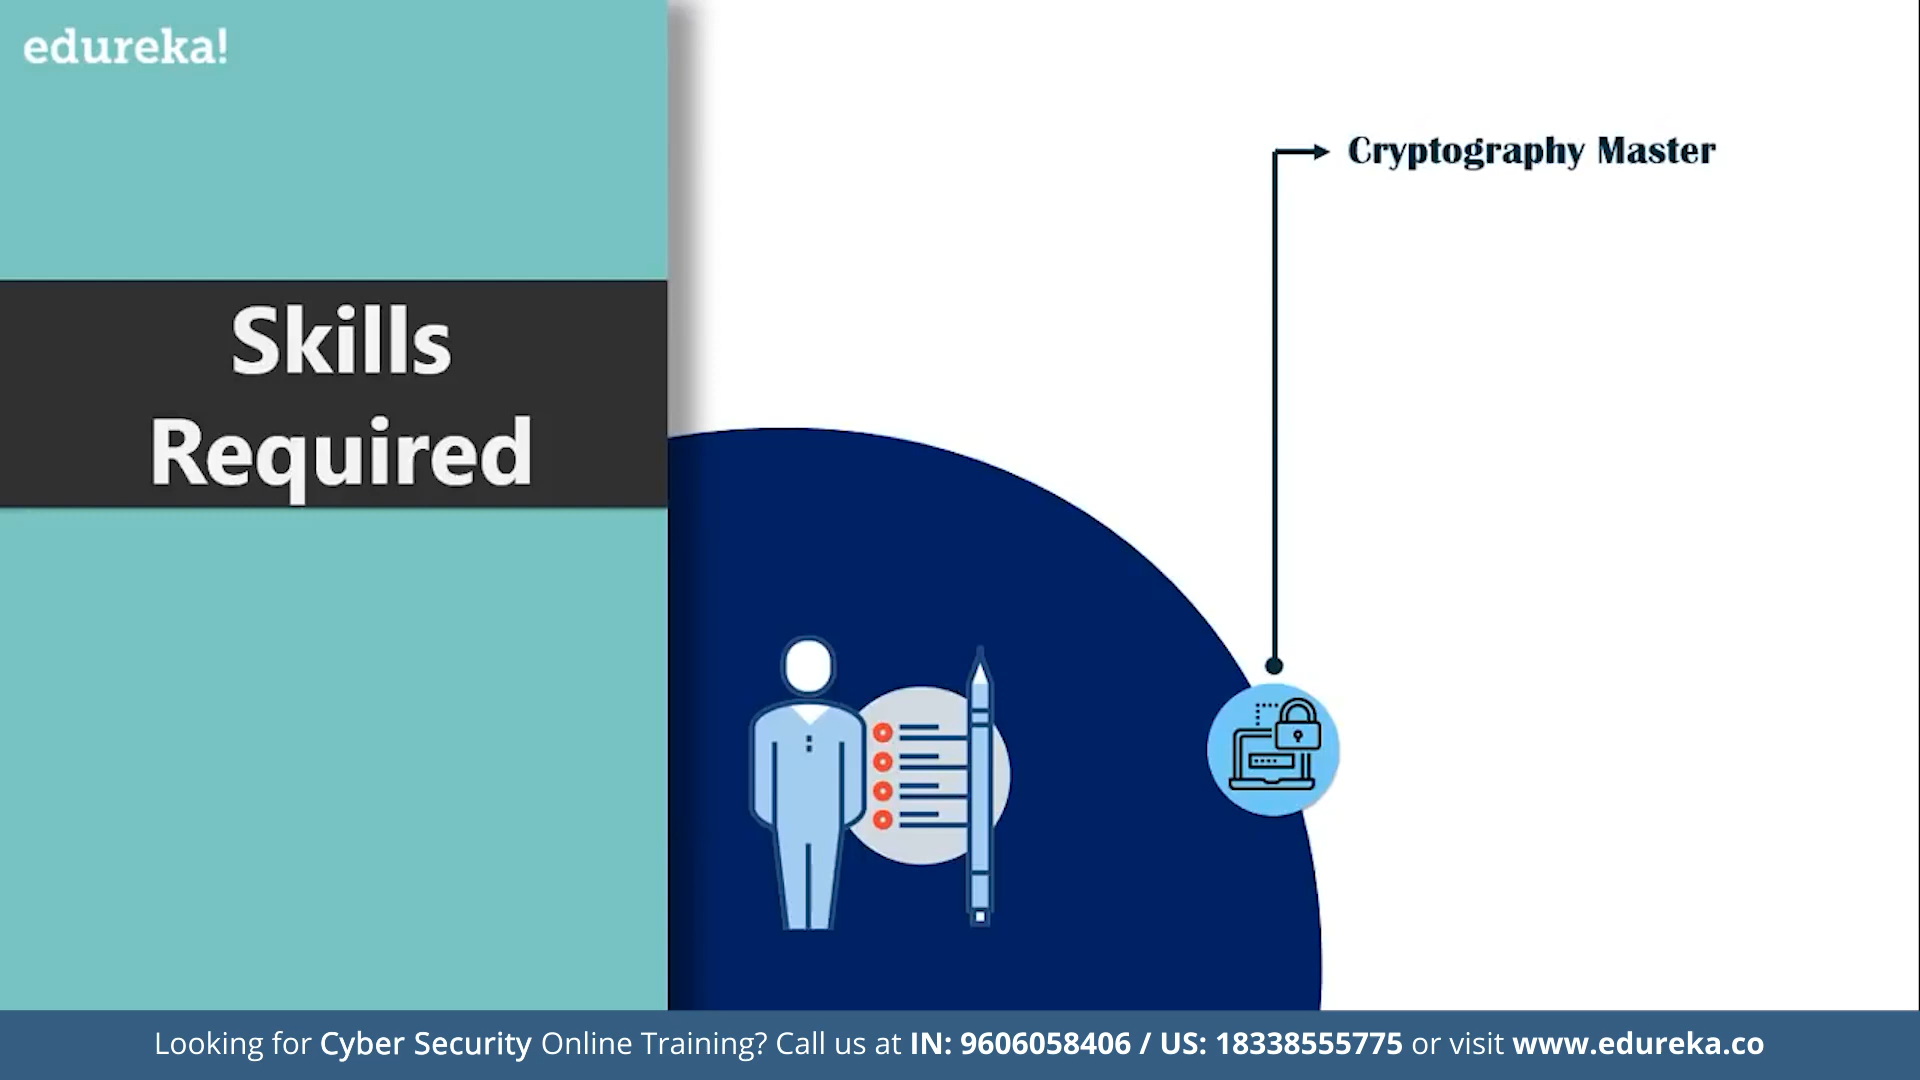 edureka!
Skills
Required
Cryptography Master
Looking for Cyber Security Online Training? Call us at IN: 9606058406 / US: 18338555775 or visit www.edureka.co